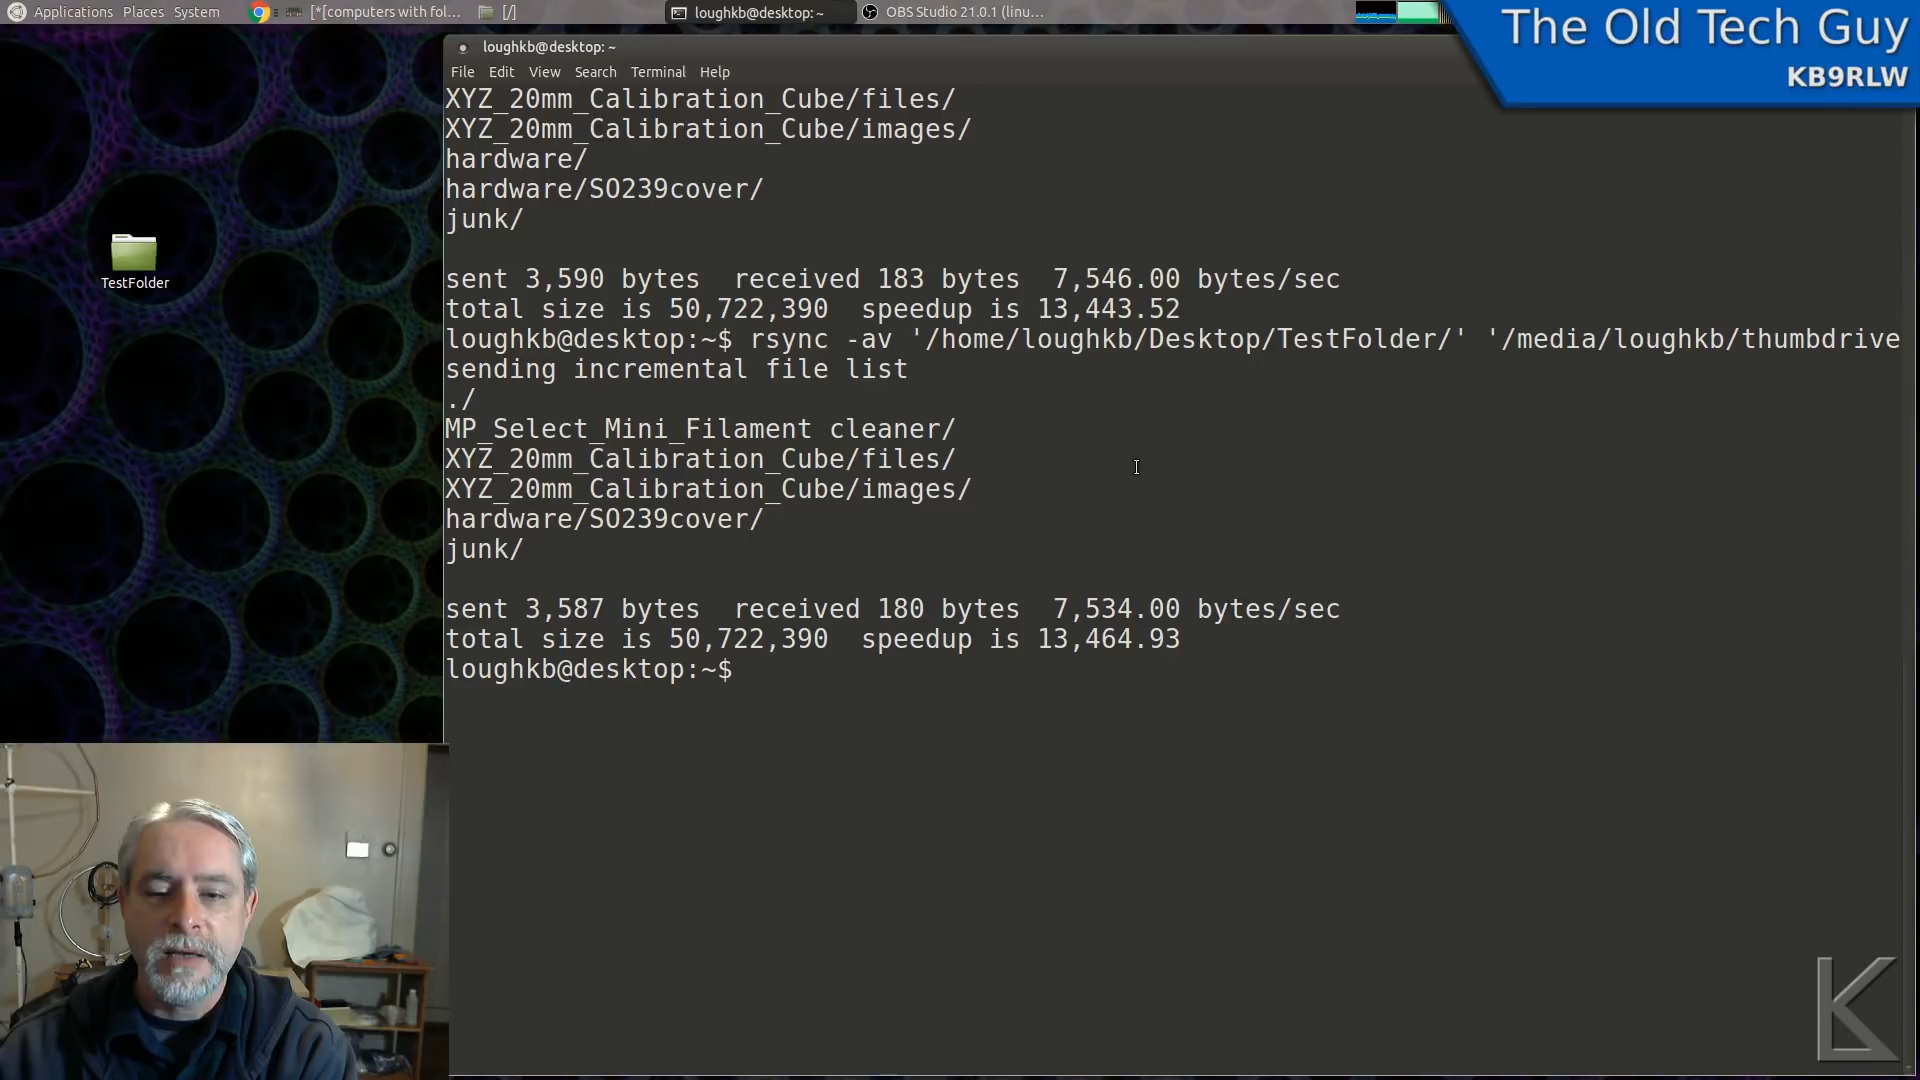 Applications Places System
[*[computers with fol...
[/]
loughkb@desktop: ~
OBS Studio 21.0.1 (linu...
The Old Tech Guy
KB9RLW
loughkb@desktop: ~
File Edit View Search Terminal Help
XYZ_20mm_Calibration_Cube/files/
XYZ_20mm_Calibration_Cube/images/
hardware/
hardware/SO239cover/
junk/
sent 3,590 bytes  received 183 bytes  7,546.00 bytes/sec
total size is 50,722,390  speedup is 13,443.52
loughkb@desktop:~$ rsync -av '/home/loughkb/Desktop/TestFolder/' '/media/loughkb/thumbdrive
sending incremental file list
./
MP_Select_Mini_Filament cleaner/
XYZ_20mm_Calibration_Cube/files/
XYZ_20mm_Calibration_Cube/images/
hardware/SO239cover/
junk/
sent 3,587 bytes  received 180 bytes  7,534.00 bytes/sec
total size is 50,722,390  speedup is 13,464.93
loughkb@desktop:~$
TestFolder
K